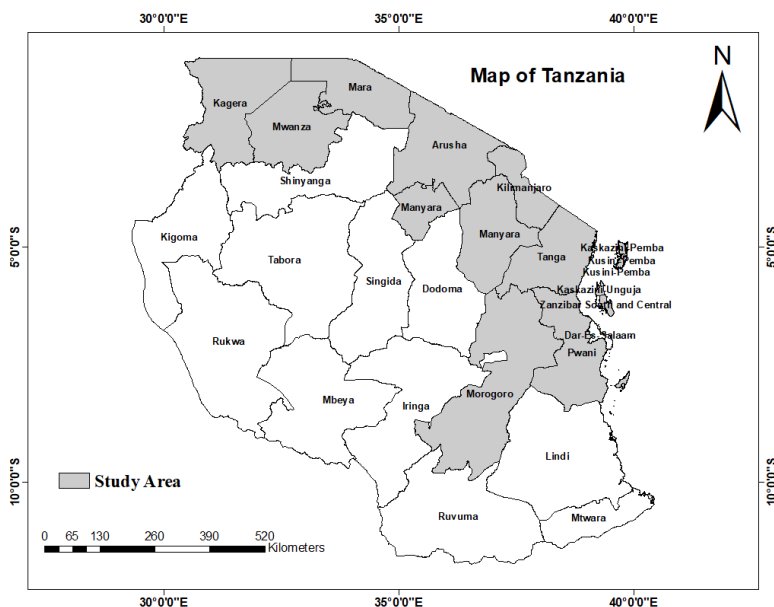 30°0'0"E 35°0'0"E 40°0'0"E
N
Map of Tanzania
Mara
Kagera
Mwanza
Arusha
Shinyanga
Kilimanjaro
Manyara
Kigoma
Manyara
Kaskazini-Pemba
5°0'0"S
5°0'0"S
Tabora
Tanga
Kusini-Pemba
Kusini-Pemba
Singida
Dodoma
Kaskazini-Unguja
Zanzibar South and Central
Rukwa
Dar-Es-Salaam
Pwani
Mbeya
Iringa
Morogoro
Lindi
Study Area
10°0'0"S
10°0'0"S
Ruvuma
Mtwara
0 65 130 260 390 520
Kilometers
30°0'0"E 35°0'0"E 40°0'0"E